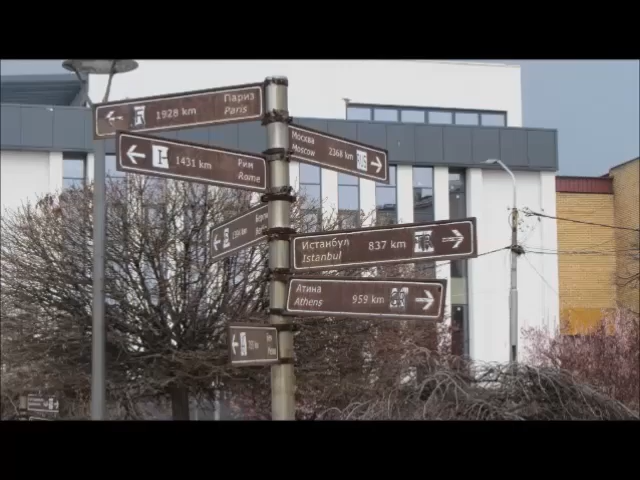 Париз
1928 km Paris
1431 km Рим
Rome
Москва
Moscow 2368 km
Истанбул
Istanbul 837 km
Атина
Athens 959 km